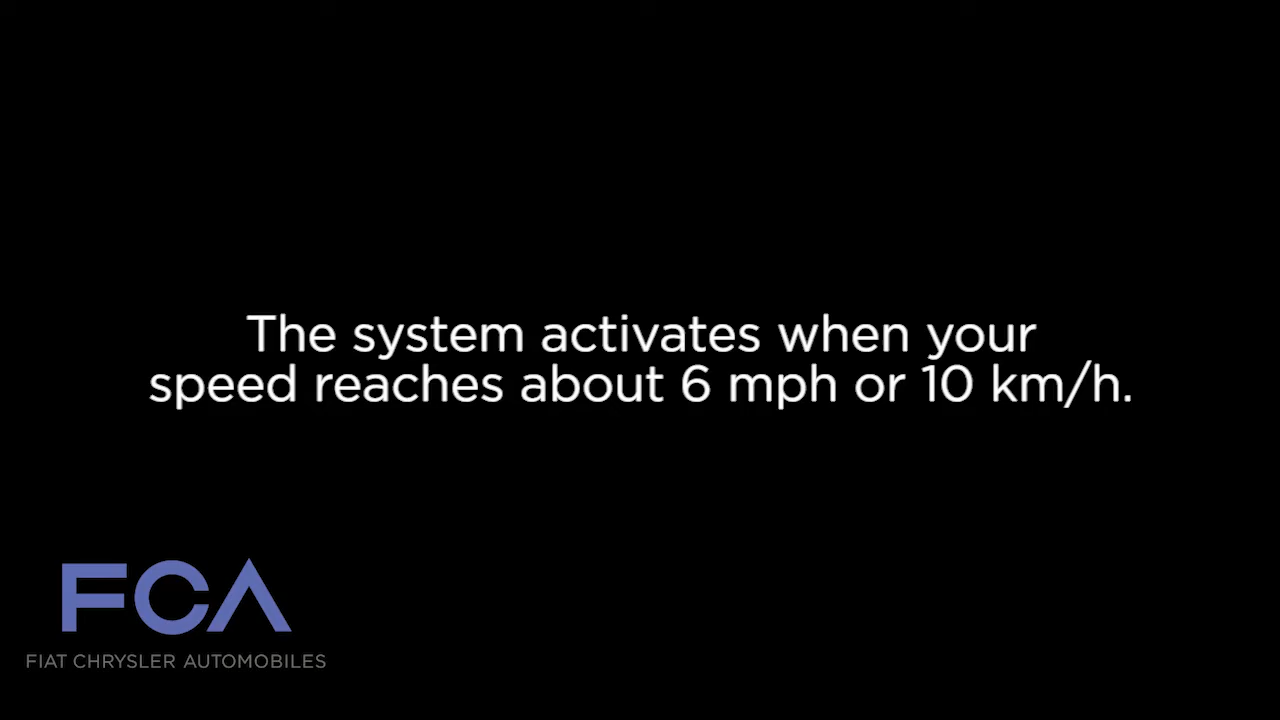 The system activates when your
speed reaches about 6 mph or 10 km/h.
FCA
FIAT CHRYSLER AUTOMOBILES